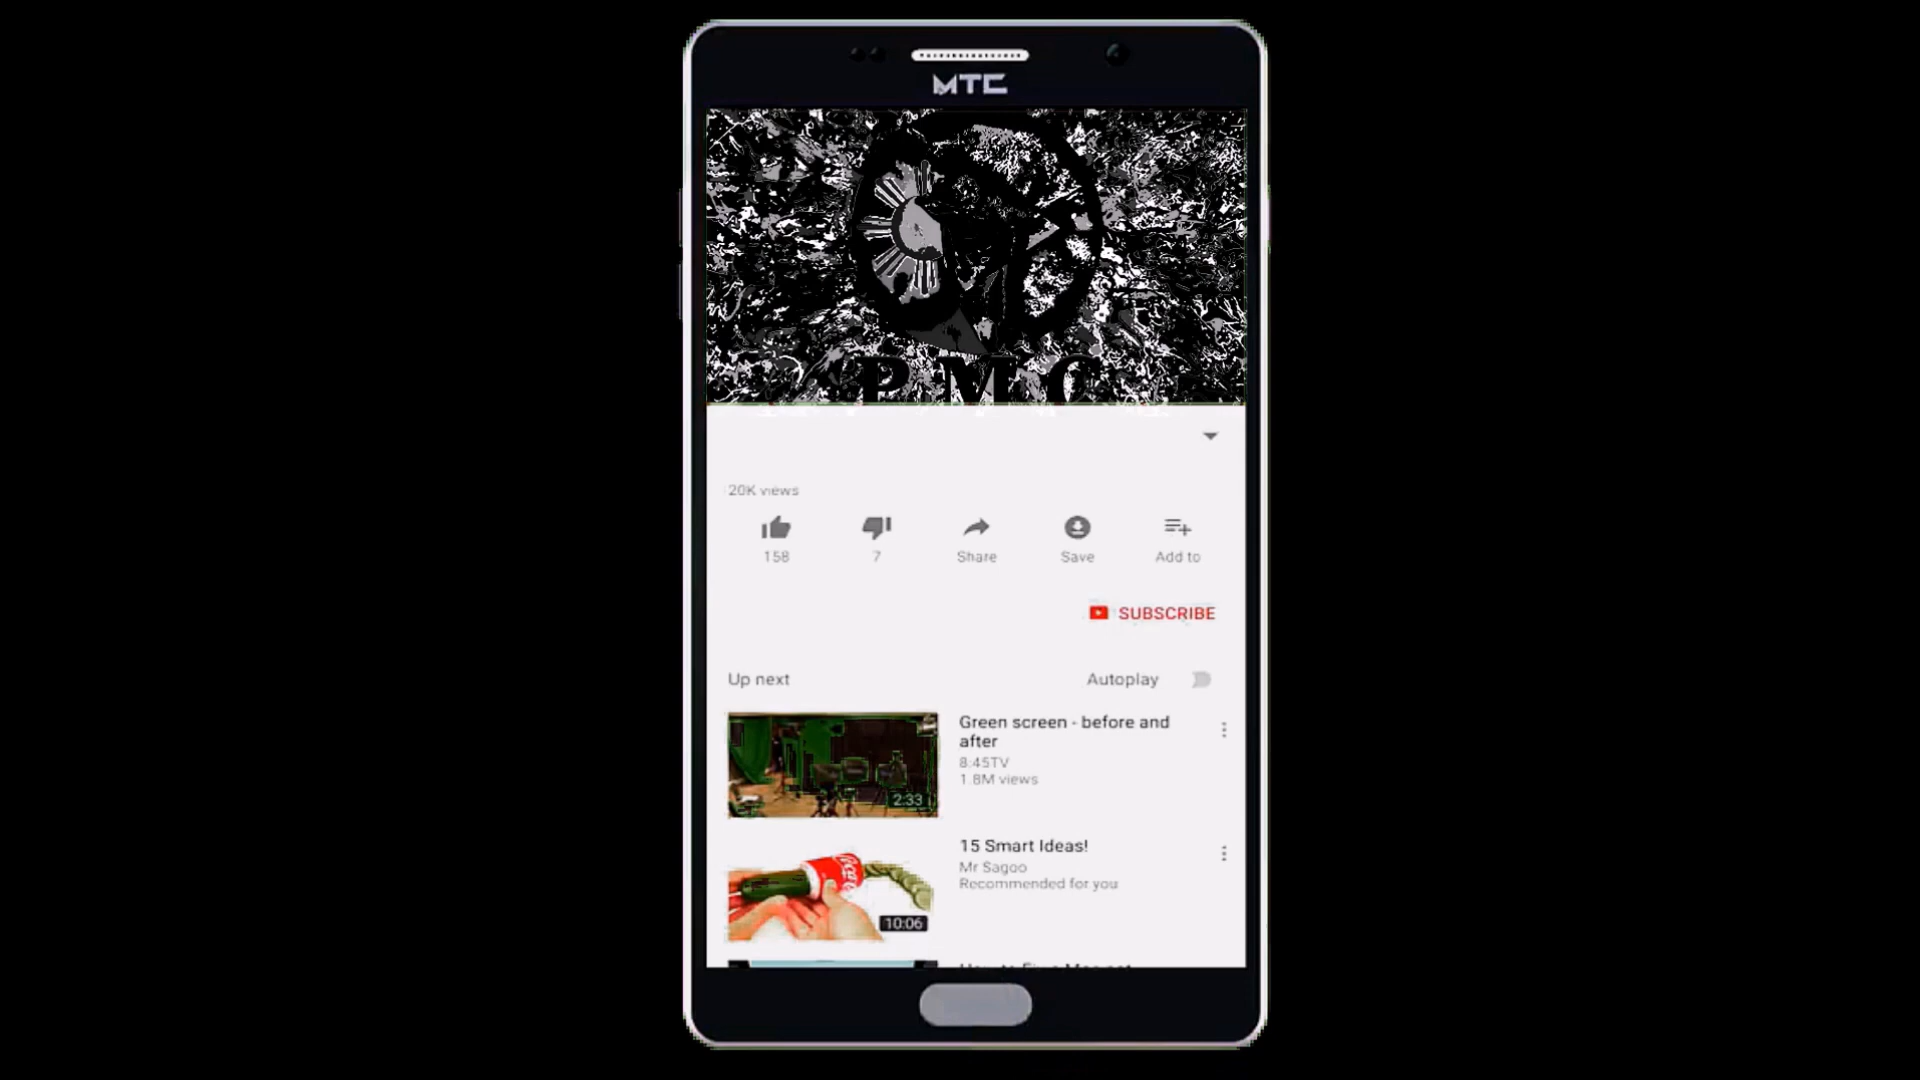 MTC
PMC
20K views
158
7
Share
Save
Add to
SUBSCRIBE
Up next
Autoplay
Green screen - before and
after
8:45TV
1.8M views
2:33
15 Smart Ideas!
Mr Sagoo
Recommended for you
10:06